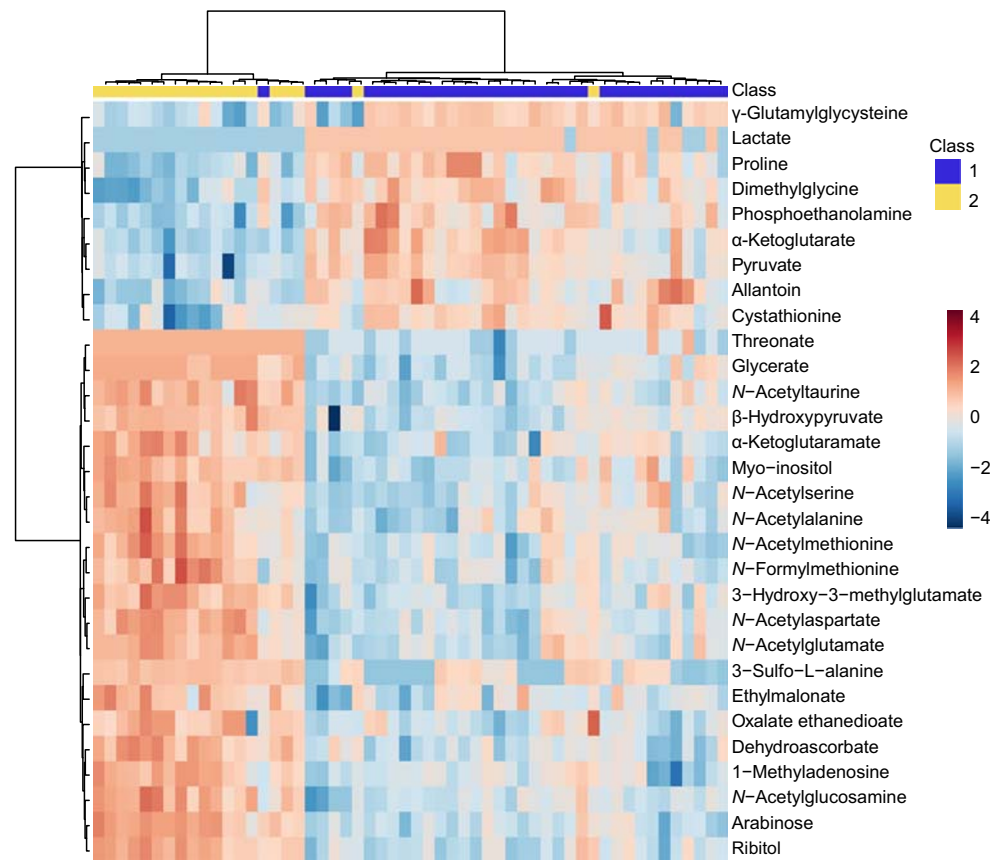 Class
γ-Glutamylglycysteine
Lactate
Proline
Dimethylglycine
Phosphoethanolamine
α-Ketoglutarate
Pyruvate
Allantoin
Cystathionine
Threonate
Glycerate
N−Acetyltaurine
β-Hydroxypyruvate
α-Ketoglutaramate
Myo−inositol
N−Acetylserine
N−Acetylalanine
N−Acetylmethionine
N−Formylmethionine
3−Hydroxy−3−methylglutamate
N−Acetylaspartate
N−Acetylglutamate
3−Sulfo−L−alanine
Ethylmalonate
Oxalate ethanedioate
Dehydroascorbate
1−Methyladenosine
N−Acetylglucosamine
Arabinose
Ribitol
Class
1
2
4
2
0
−2
−4